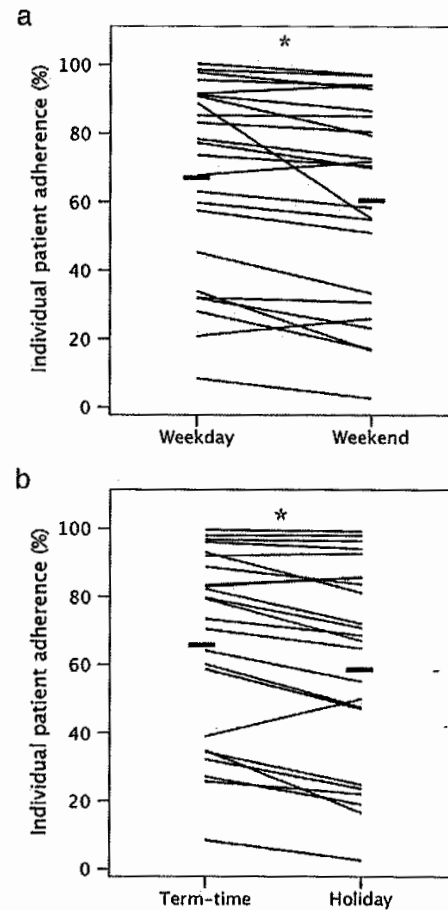 a
*
Individual patient adherence (%)
100
80
60
40
20
0
Weekday
Weekend
b
*
Individual patient adherence (%)
100
80
60
40
20
0
Term-time
Holiday